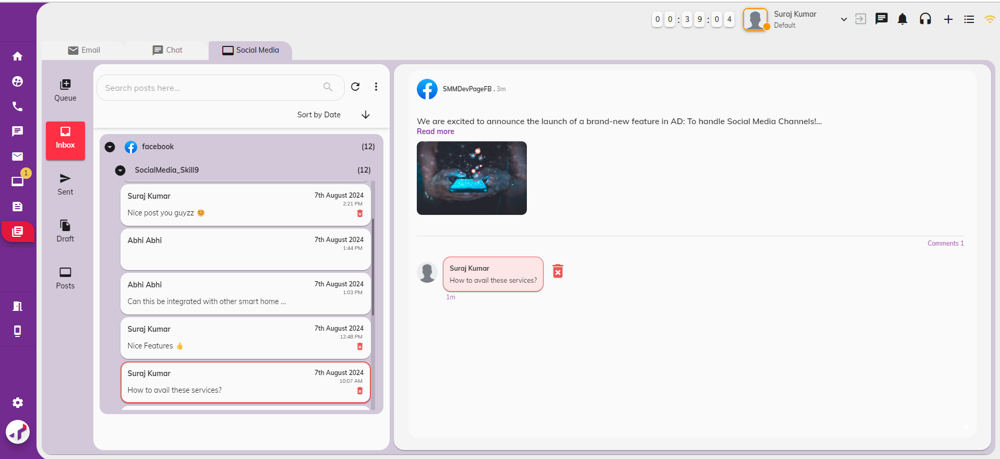 0 0 : 3 9 : 0 4
Suraj Kumar
Default
Email
Chat
Social Media
1
Queue
Inbox
Sent
Draft
Posts
Search posts here...
Sort by Date
facebook (12)
SocialMedia_Skill9 (12)
Suraj Kumar 7th August 2024
2:21 PM
Nice post you guyzz 😊
Abhi Abhi 7th August 2024
1:44 PM
Abhi Abhi 7th August 2024
1:03 PM
Can this be integrated with other smart home ...
Suraj Kumar 7th August 2024
12:48 PM
Nice Features 👍
Suraj Kumar 7th August 2024
10:07 AM
How to avail these services?
SMMDevPageFB . 3m
We are excited to announce the launch of a brand-new feature in AD: To handle Social Media Channels!...
Read more
Comments 1
Suraj Kumar
How to avail these services?
1m